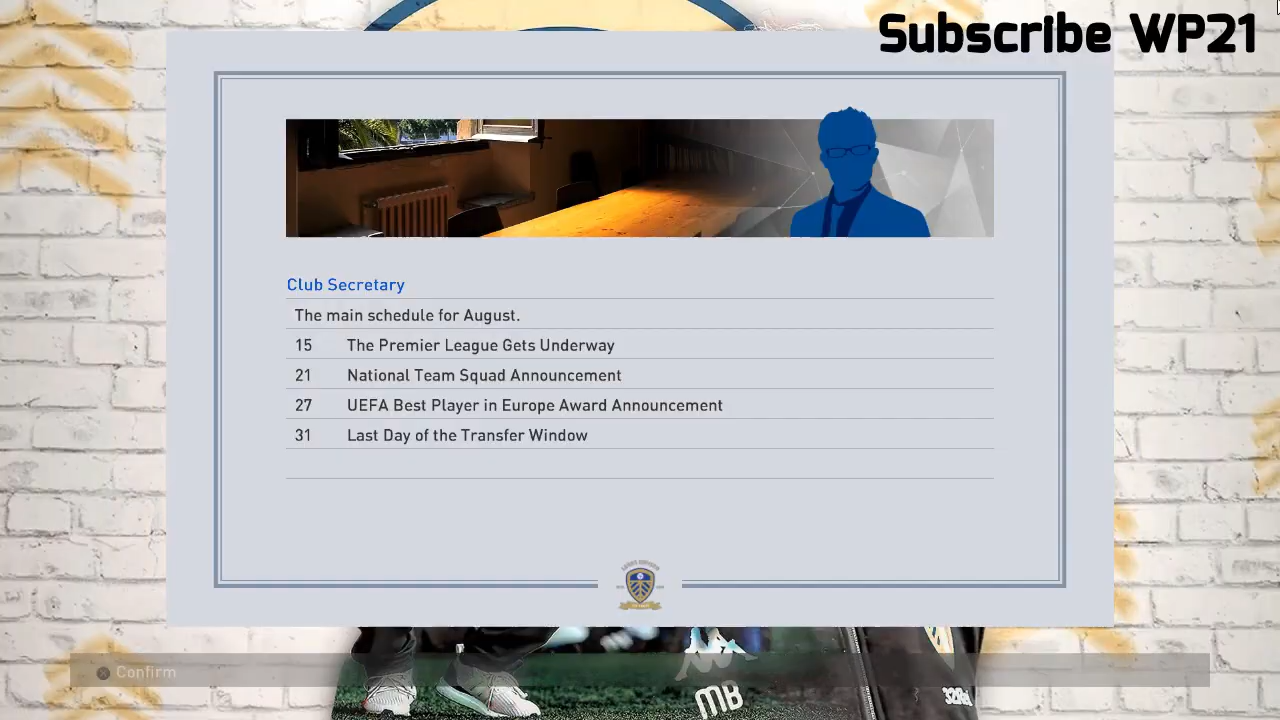 Subscribe WP21
Club Secretary
The main schedule for August.
15 The Premier League Gets Underway
21 National Team Squad Announcement
27 UEFA Best Player in Europe Award Announcement
31 Last Day of the Transfer Window
Confirm
MB